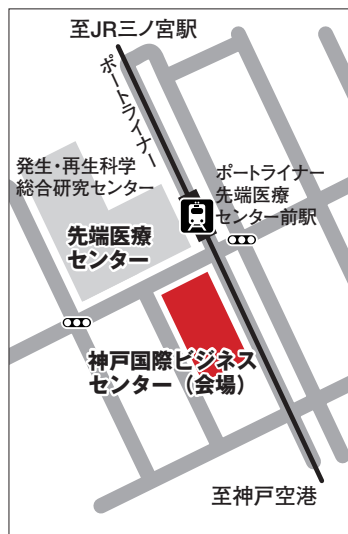 至JR三ノ宮駅
ポートライナー
発生・再生科学
総合研究センター
ポートライナー
先端医療
センター前駅
先端医療
センター
神戸国際ビジネス
センター（会場）
至神戸空港